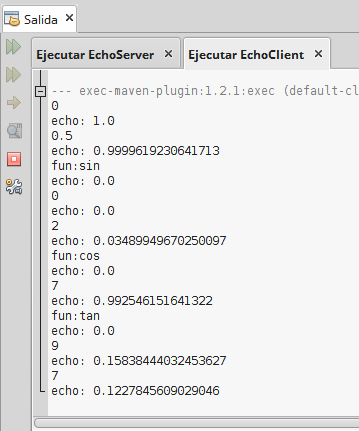 Salida ×
Ejecutar EchoServer × Ejecutar EchoClient ×
--- exec-maven-plugin:1.2.1:exec (default-cl
0
echo: 1.0
0.5
echo: 0.9999619230641713
fun:sin
echo: 0.0
0
echo: 0.0
2
echo: 0.03489949670250097
fun:cos
echo: 0.0
7
echo: 0.992546151641322
fun:tan
echo: 0.0
9
echo: 0.15838444032453627
7
echo: 0.1227845609029046